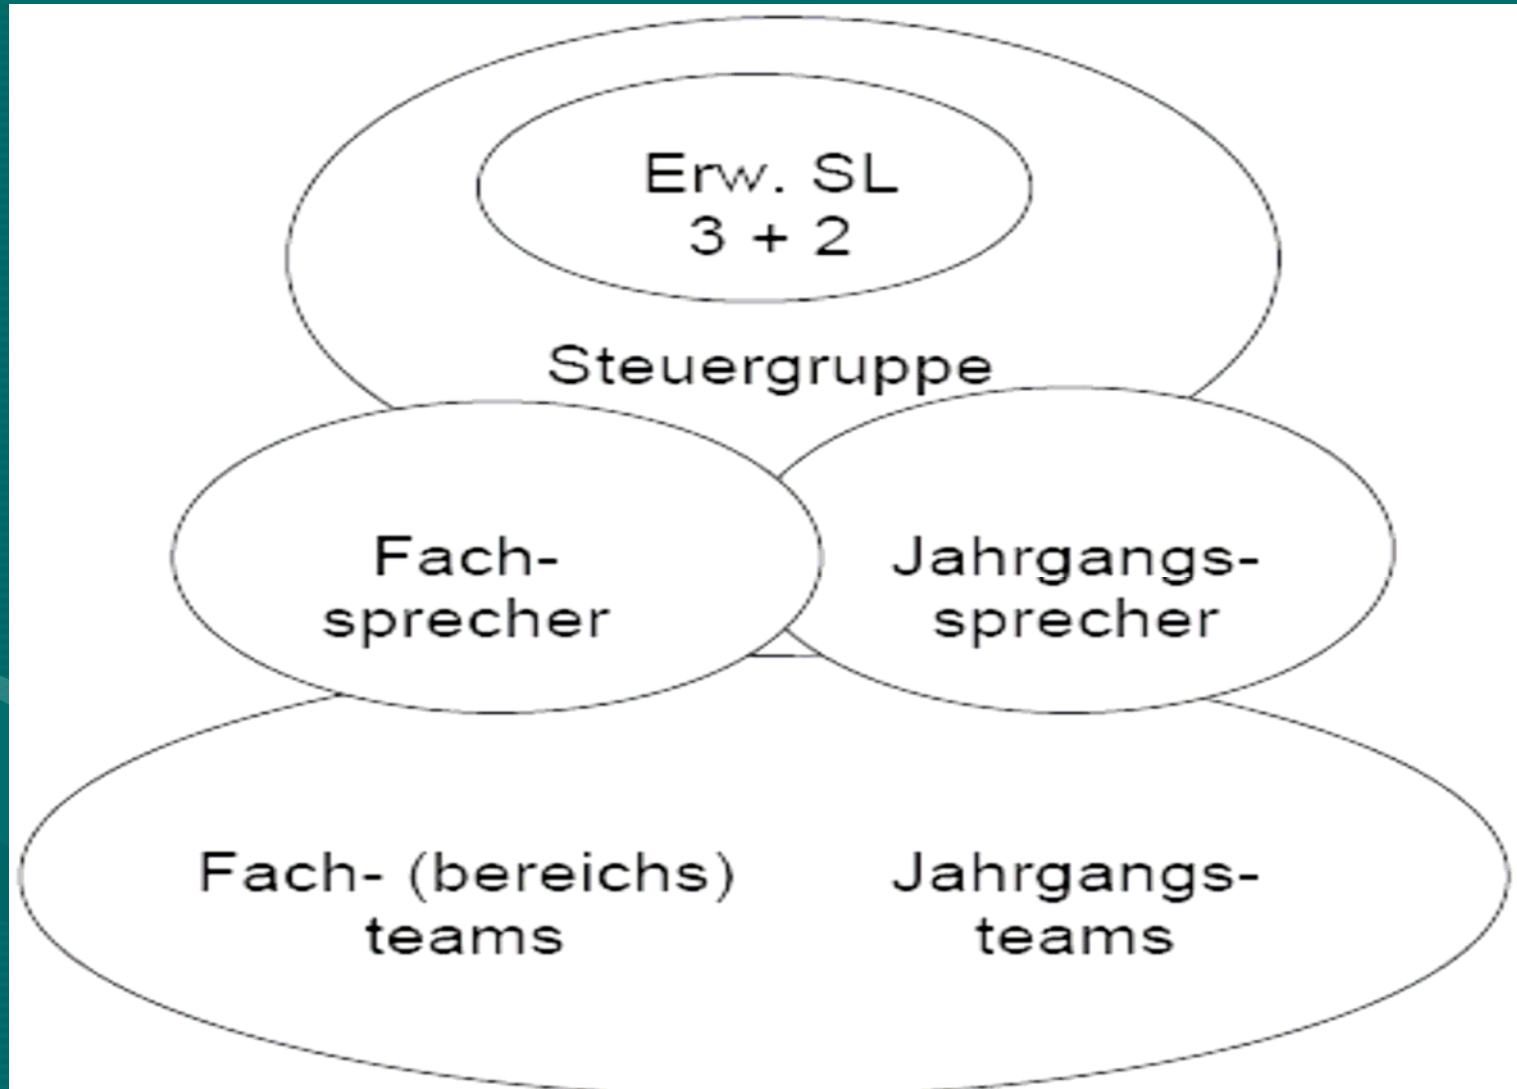 Erw. SL
3 + 2
Steuergruppe
Fach-
sprecher
Jahrgangs-
sprecher
Fach- (bereichs)
teams
Jahrgangs-
teams